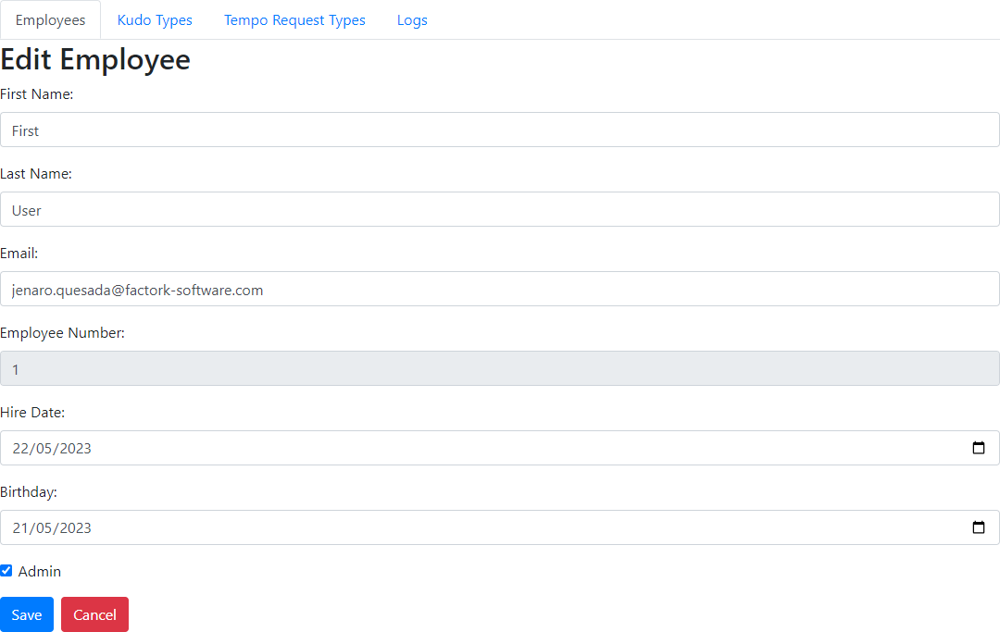 Employees Kudo Types Tempo Request Types Logs
Edit Employee
First Name:
First
Last Name:
User
Email:
jenaro.quesada@factork-software.com
Employee Number:
1
Hire Date:
22/05/2023
Birthday:
21/05/2023
Admin
Save Cancel